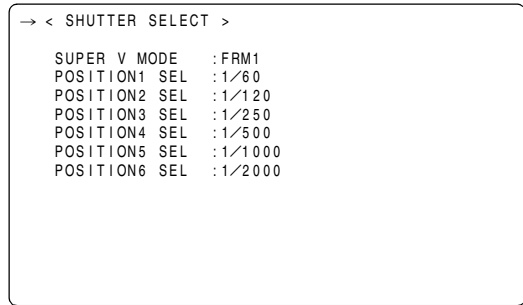 → < SHUTTER SELECT >
SUPER V MODE :FRM1
POSITION1 SEL :1/60
POSITION2 SEL :1/120
POSITION3 SEL :1/250
POSITION4 SEL :1/500
POSITION5 SEL :1/1000
POSITION6 SEL :1/2000